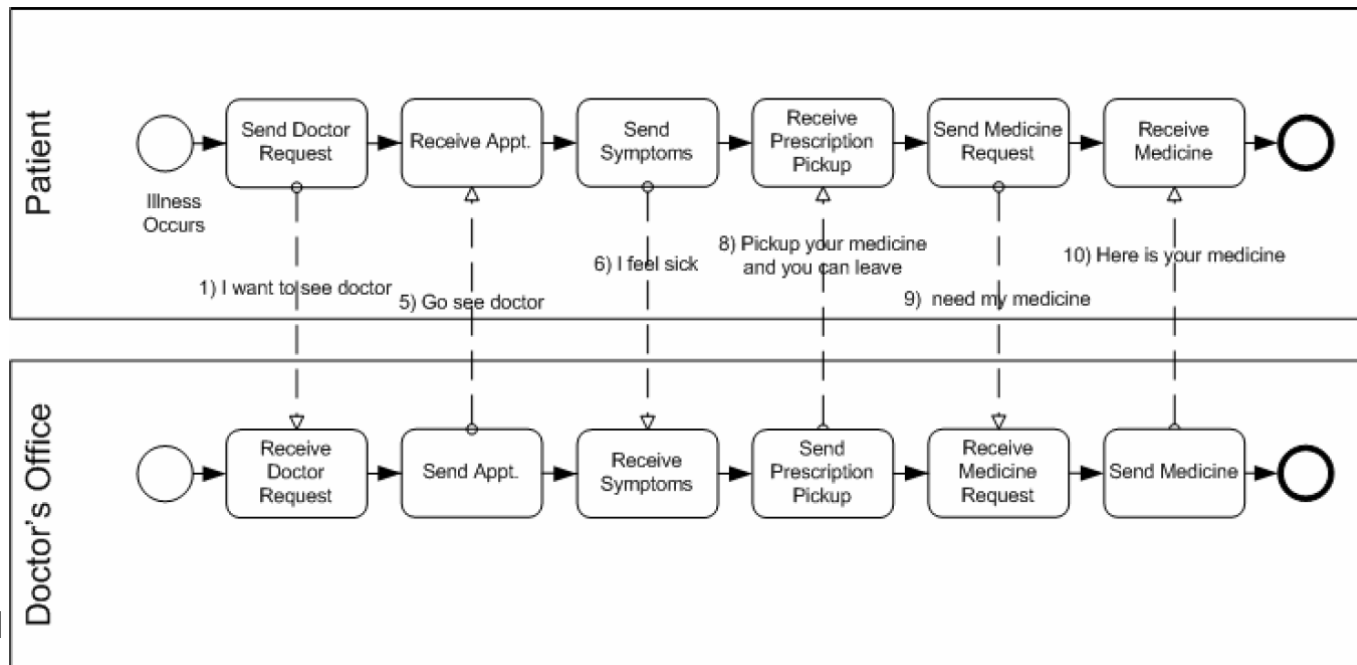 Patient
Send Doctor
Request
Receive Appt.
Send
Symptoms
Receive
Prescription
Pickup
Send Medicine
Request
Receive
Medicine
Illness
Occurs
1) I want to see doctor
5) Go see doctor
6) I feel sick
8) Pickup your medicine
and you can leave
9) need my medicine
10) Here is your medicine
Doctor's Office
Receive
Doctor
Request
Send Appt.
Receive
Symptoms
Send
Prescription
Pickup
Receive
Medicine
Request
Send Medicine